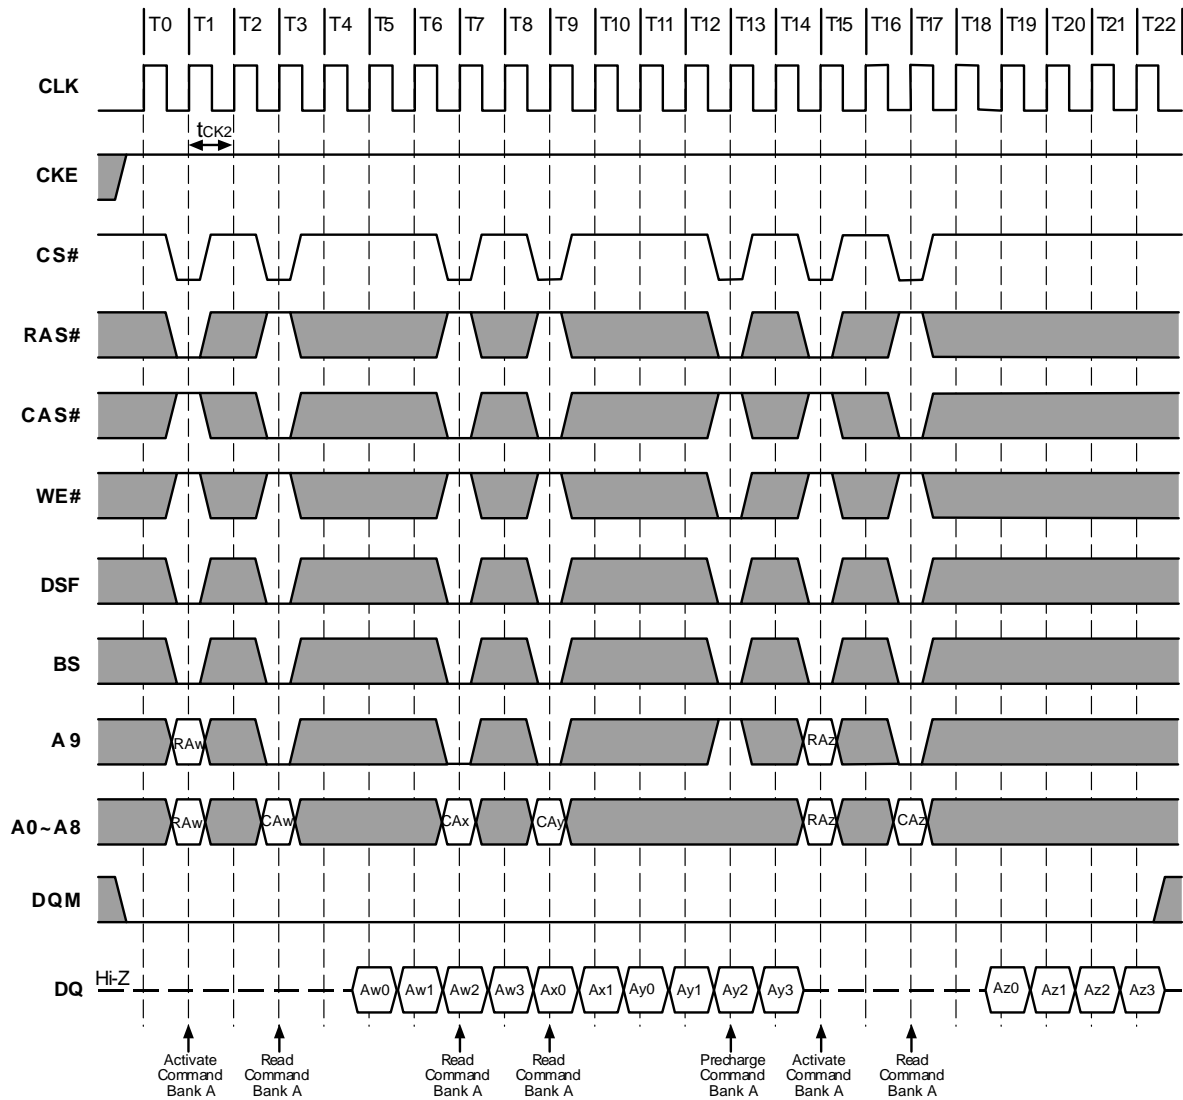 T0 T1 T2 T3 T4 T5 T6 T7 T8 T9 T10 T11 T12 T13 T14 T15 T16 T17 T18 T19 T20 T21 T22
CLK
tCK2
CKE
CS#
RAS#
CAS#
WE#
DSF
BS
A9 RAw RAz
A0~A8 RAw CAw CAx CAy RAz CAz
DQM
DQ Hi-Z Aw0 Aw1 Aw2 Aw3 Ax0 Ax1 Ay0 Ay1 Ay2 Ay3 Az0 Az1 Az2 Az3
Activate
Command
Bank A
Read
Command
Bank A
Read
Command
Bank A
Read
Command
Bank A
Precharge
Command
Bank A
Activate
Command
Bank A
Read
Command
Bank A